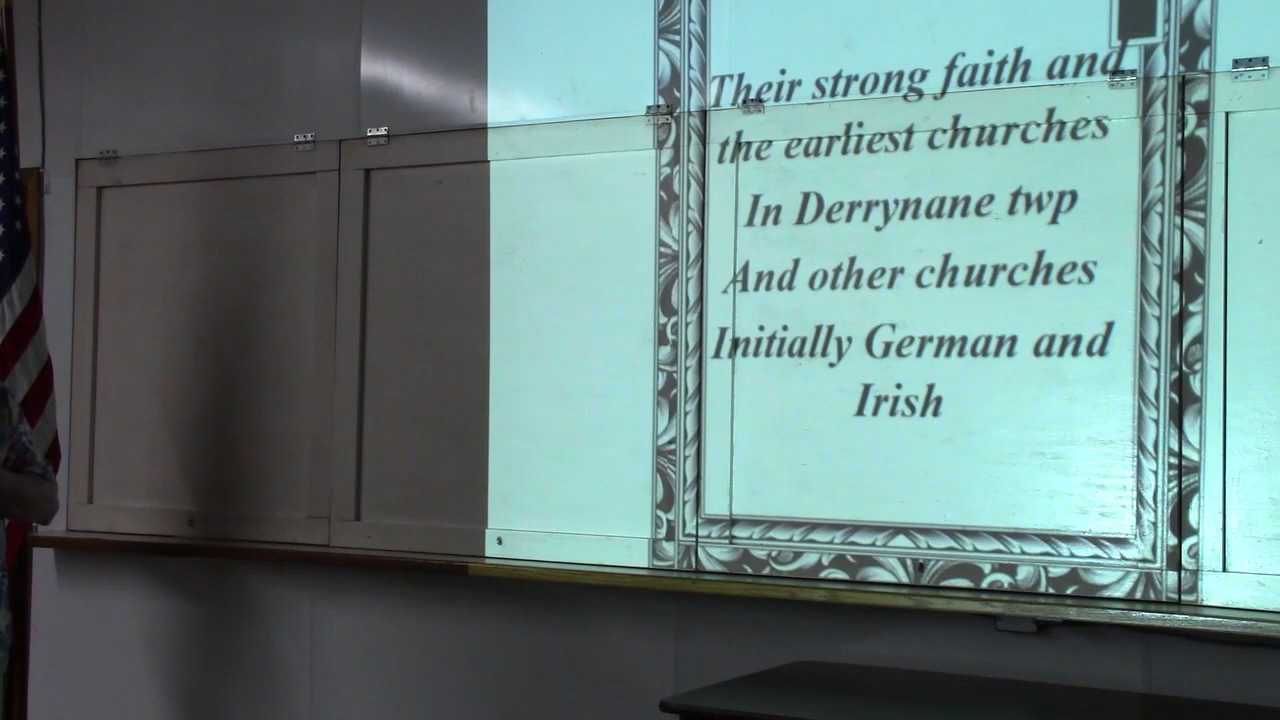 Their strong faith and
the earliest churches
In Derrynane twp
And other churches
Initially German and
Irish